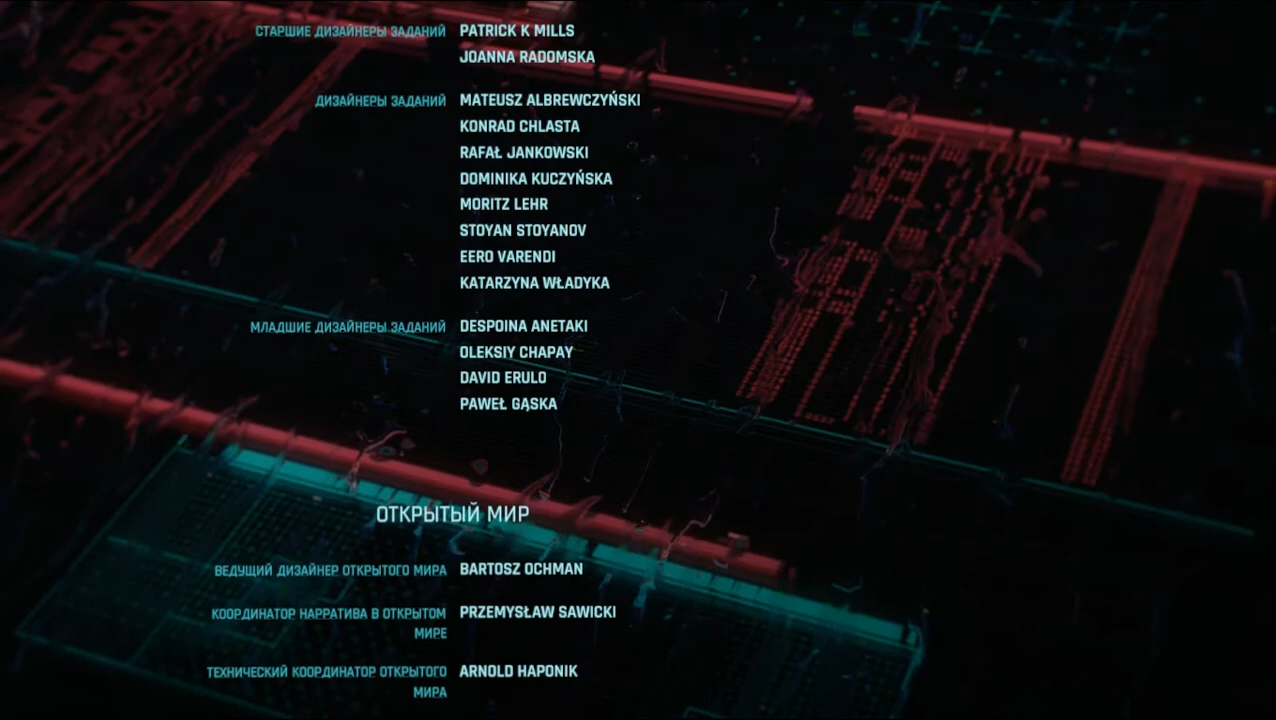 СТАРШИЕ ДИЗАЙНЕРЫ ЗАДАНИЙ PATRICK K MILLS
JOANNA RADOMSKA
ДИЗАЙНЕРЫ ЗАДАНИЙ MATEUSZ ALBREWCZYŃSKI
KONRAD CHLASTA
RAFAŁ JANKOWSKI
DOMINIKA KUCZYŃSKA
MORITZ LEHR
STOYAN STOYANOV
EERO VARENDI
KATARZYNA WŁADYKA
МЛАДШИЕ ДИЗАЙНЕРЫ ЗАДАНИЙ DESPOINA ANETAKI
OLEKSIY CHAPAY
DAVID ERULO
PAWEŁ GĄSKA
ОТКРЫТЫЙ МИР
ВЕДУЩИЙ ДИЗАЙНЕР ОТКРЫТОГО МИРА BARTOSZ OCHMAN
КООРДИНАТОР НАРРАТИВА В ОТКРЫТОМ PRZEMYSŁAW SAWICKI
МИРЕ
ТЕХНИЧЕСКИЙ КООРДИНАТОР ОТКРЫТОГО ARNOLD HAPONIK
МИРА